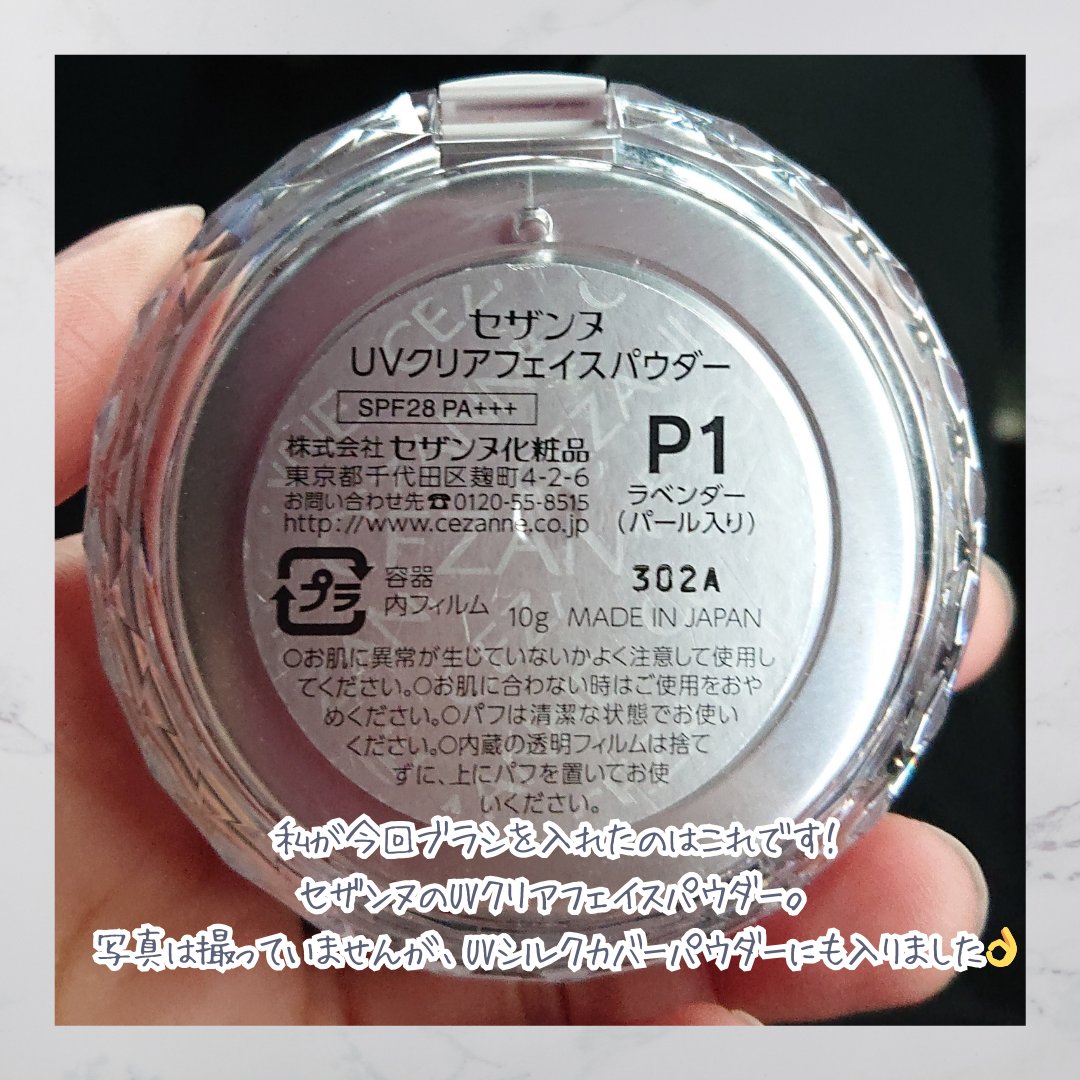 セザンヌ
UVクリアフェイスパウダー
SPF28 PA+++
株式会社 セザンヌ化粧品
東京都千代田区麹町4-2-6
お問い合わせ先☎0120-55-8515
http://www.cezanne.co.jp
P1
ラベンダー
(パール入り)
プラ
容器
内フィルム
302A
10g MADE IN JAPAN
○お肌に異常が生じていないかよく注意して使用し
てください。○お肌に合わない時はご使用をおや
めください。○パフは清潔な状態でお使い
ください。○内蔵の透明フィルムは捨て
ずに、上にパフを置いてお使
いください。
私が今回ブラシを入れたのはこれです!
セザンヌのUVクリアフェイスパウダー。
写真は撮っていませんが、UVシルクカバーパウダーにも入りました👌